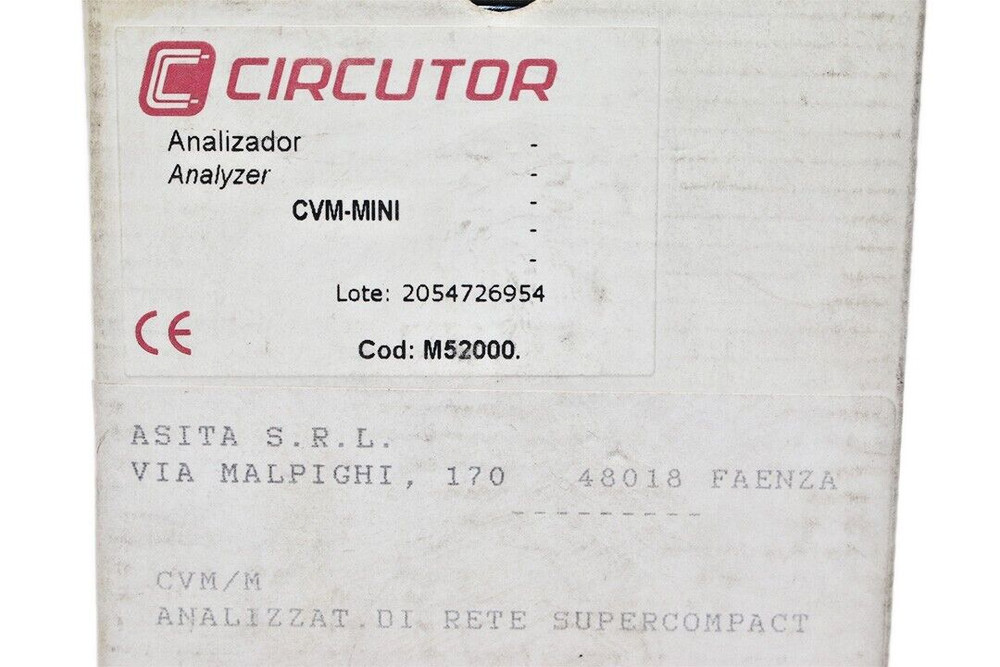 CIRCUTOR
Analizador -
Analyzer -
CVM-MINI -
-
-
Lote: 2054726954
CE
Cod: M52000.
ASITA S.R.L.
VIA MALPIGHI, 170 48018 FAENZA
---------
CVM/M
ANALIZZAT.DI RETE SUPERCOMPACT